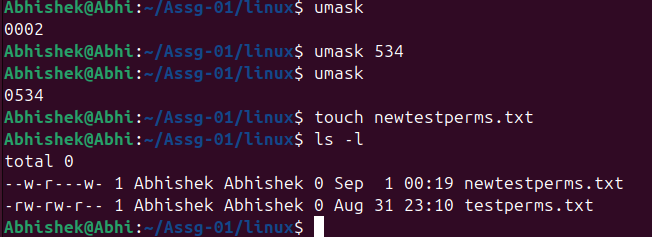 Abhishek@Abhi:~/Assg-01/linux$ umask
0002
Abhishek@Abhi:~/Assg-01/linux$ umask 534
Abhishek@Abhi:~/Assg-01/linux$ umask
0534
Abhishek@Abhi:~/Assg-01/linux$ touch newtestperms.txt
Abhishek@Abhi:~/Assg-01/linux$ ls -l
total 0
--w-r---w- 1 Abhishek Abhishek 0 Sep  1 00:19 newtestperms.txt
-rw-rw-r-- 1 Abhishek Abhishek 0 Aug 31 23:10 testperms.txt
Abhishek@Abhi:~/Assg-01/linux$